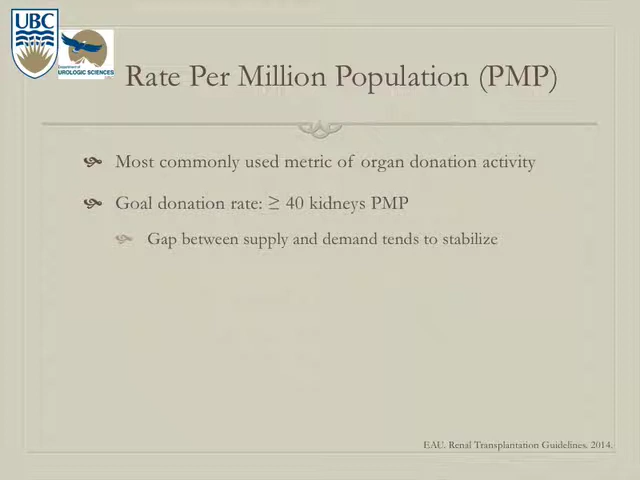 UBC
UROLOGIC SCIENCES
Rate Per Million Population (PMP)
Most commonly used metric of organ donation activity
Goal donation rate: ≥ 40 kidneys PMP
Gap between supply and demand tends to stabilize
EAU. Renal Transplantation Guidelines. 2014.